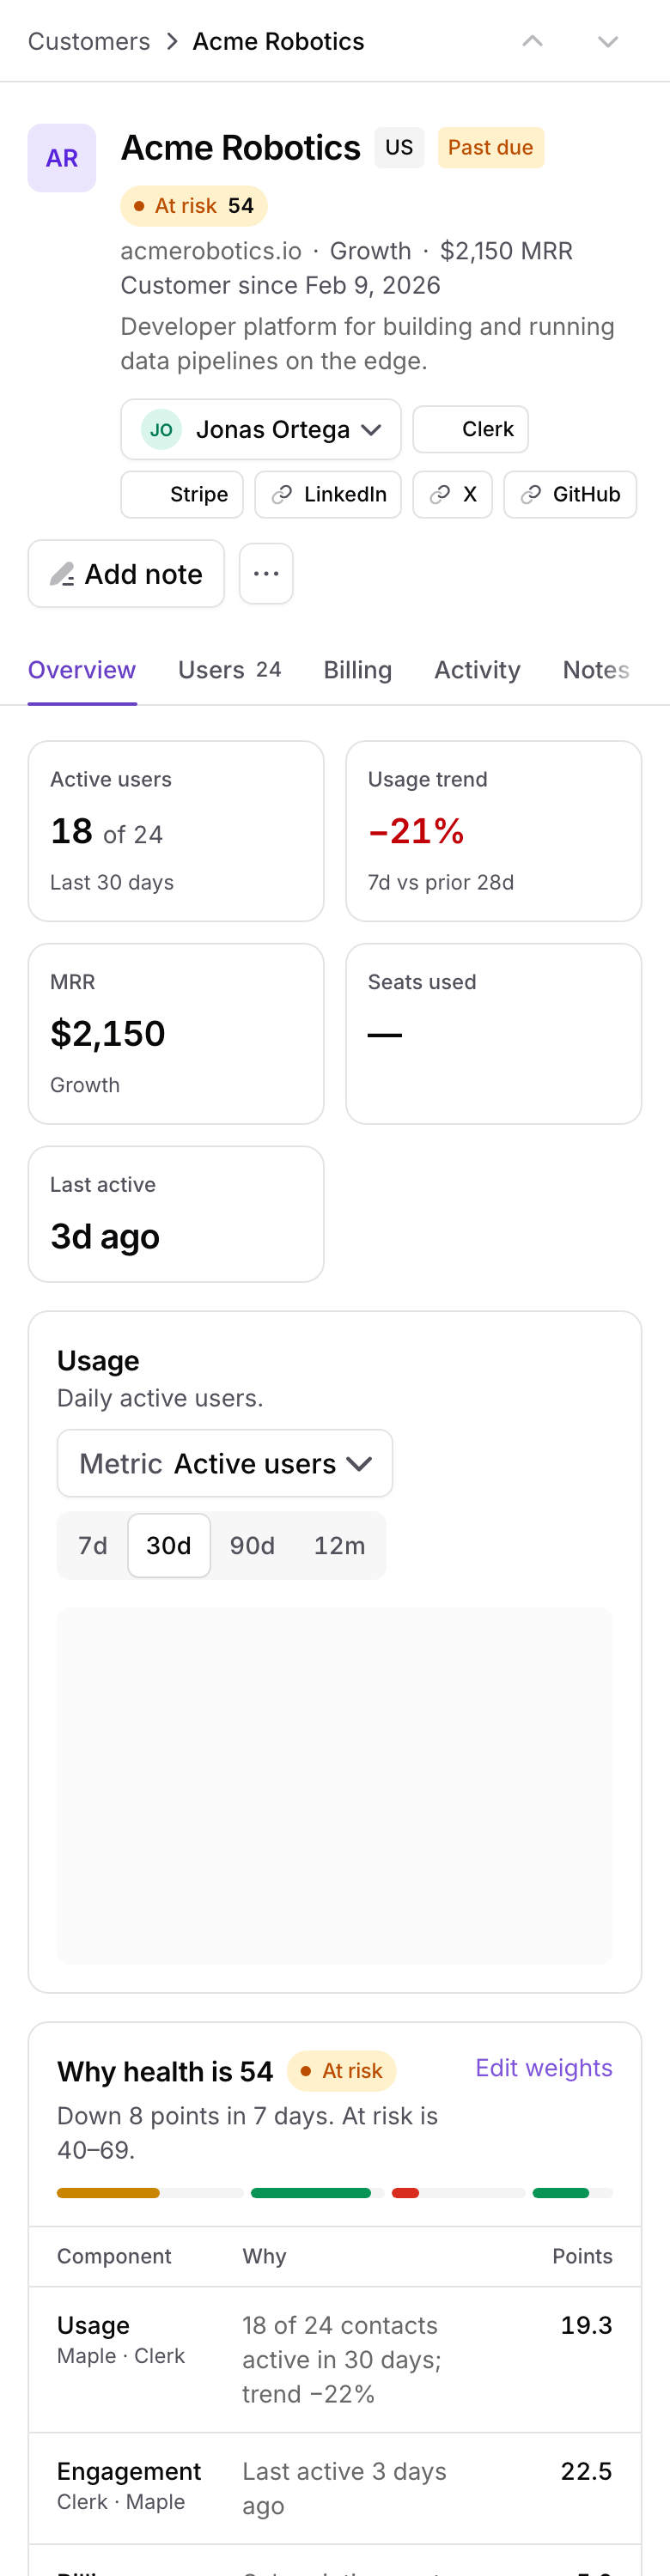 Customers > Acme Robotics
AR
Acme Robotics US Past due
At risk 54
acmerobotics.io · Growth · $2,150 MRR
Customer since Feb 9, 2026
Developer platform for building and running
data pipelines on the edge.
JO Jonas Ortega Clerk
Stripe LinkedIn X GitHub
Add note ...
Overview Users 24 Billing Activity Notes
Active users
18 of 24
Last 30 days
Usage trend
−21%
7d vs prior 28d
MRR
$2,150
Growth
Seats used
—
Last active
3d ago
Usage
Daily active users.
Metric Active users
7d 30d 90d 12m
Why health is 54 At risk Edit weights
Down 8 points in 7 days. At risk is
40–69.
Component Why Points
Usage 18 of 24 contacts 19.3
Maple · Clerk active in 30 days;
trend −22%
Engagement Last active 3 days 22.5
Clerk · Maple ago